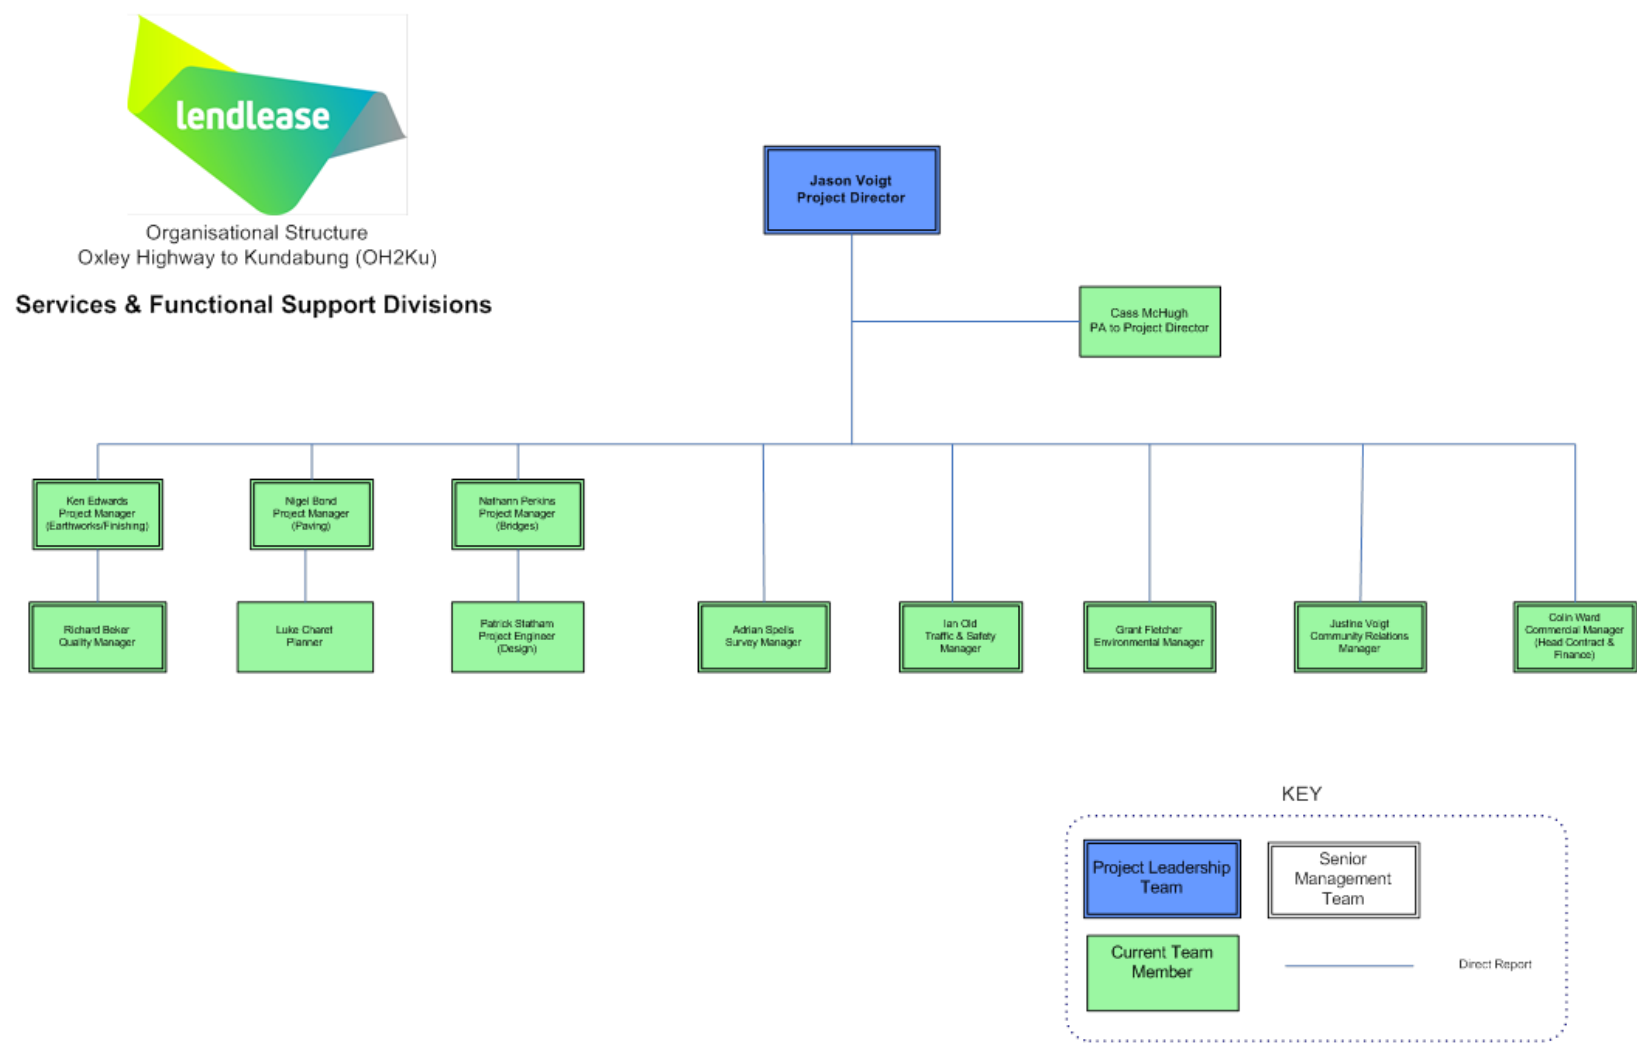 lendlease
Organisational Structure
Oxley Highway to Kundabung (OH2Ku)
Services & Functional Support Divisions
Jason Voigt
Project Director
Cass McHugh
PA to Project Director
Ken Edwards
Project Manager
(Earthworks/Finishing)
Nigel Bond
Project Manager
(Paving)
Nathann Perkins
Project Manager
(Bridges)
Richard Beker
Quality Manager
Luke Charet
Planner
Patrick Statham
Project Engineer
(Design)
Adrian Spells
Survey Manager
Ian Old
Traffic & Safety
Manager
Grant Fletcher
Environmental Manager
Justine Voigt
Community Relations
Manager
Colin Ward
Commercial Manager
(Head Contract &
Finance)
KEY
Project Leadership
Team
Senior
Management
Team
Current Team
Member
Direct Report